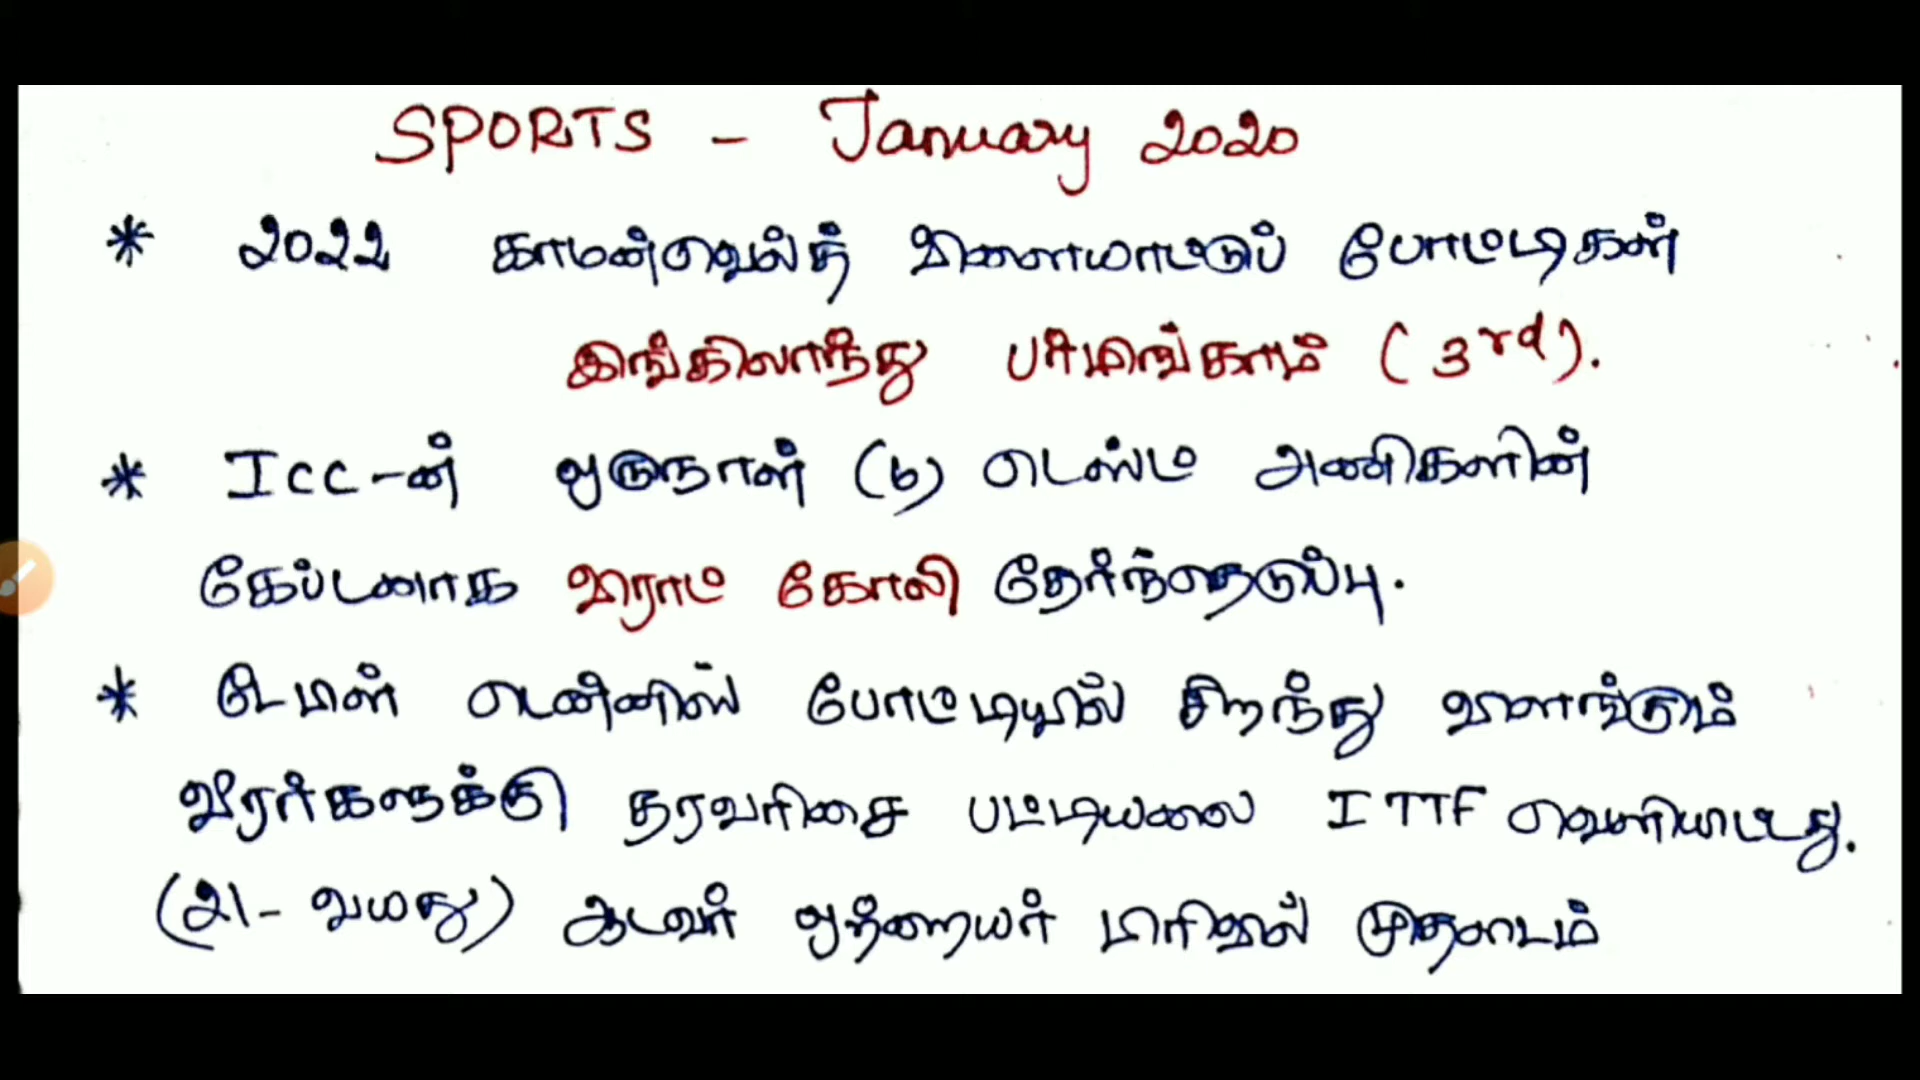 SPORTS - January 2020
* 2022 காமன்வெல்த் விளையாட்டுப் போட்டிகள்
இங்கிலாந்து பர்மிங்காம் (3rd).
* ICC-ன் ஒருநாள் (ம) டெஸ்ட் அணிகளின்
கேப்டனாக விராட் கோலி தேர்ந்தெடுப்பு.
* டேபிள் டென்னிஸ் போட்டியில் சிறந்து விளங்கும்
வீரர்களுக்கு தரவரிசை பட்டியலை ITTF வெளியிட்டது.
(21-வயது) ஆடவர் ஒற்றையர் பிரிவில் முதலிடம்